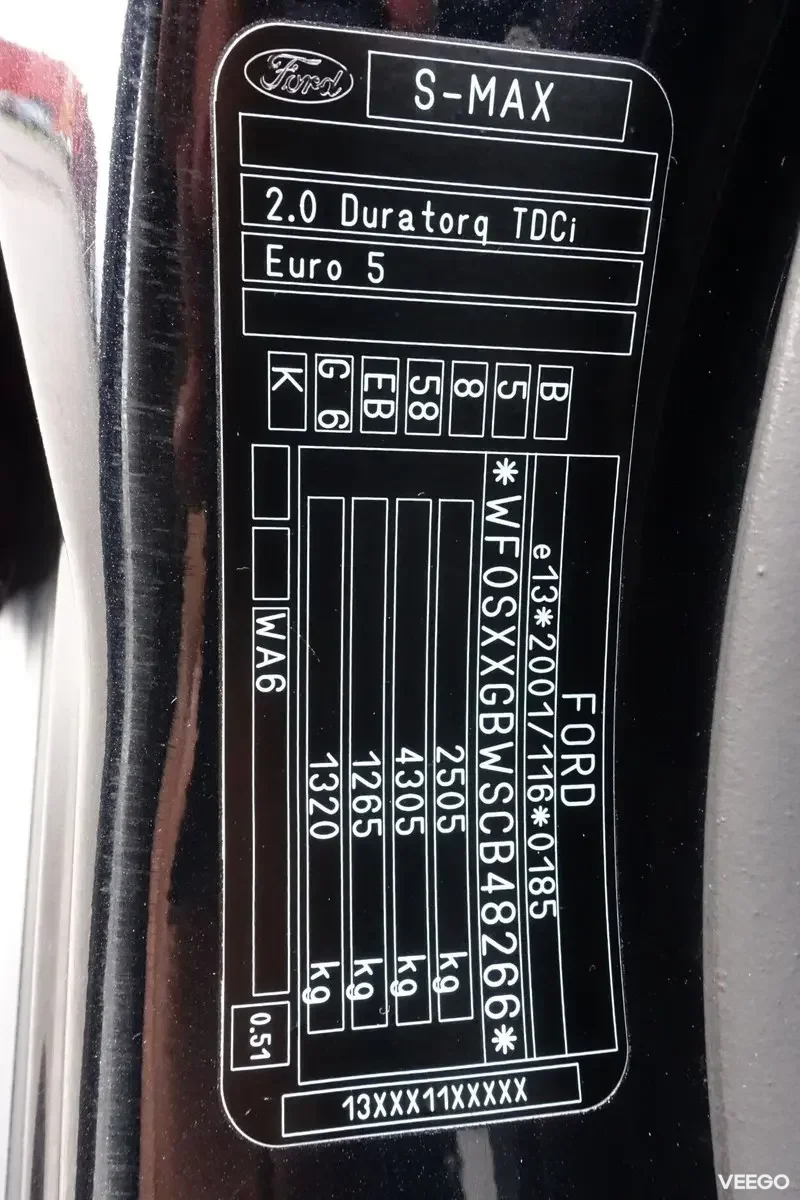 Ford
S-MAX
2.0 Duratorq TDCi
Euro 5
FORD
e13*2001/116*0185
*WF0SXXGBWSCB48266*
2505 kg
4305 kg
1265 kg
1320 kg
B
5
8
58
EB
G 6
K
WA6
0.51
13XXX11XXXXX
VEEGO